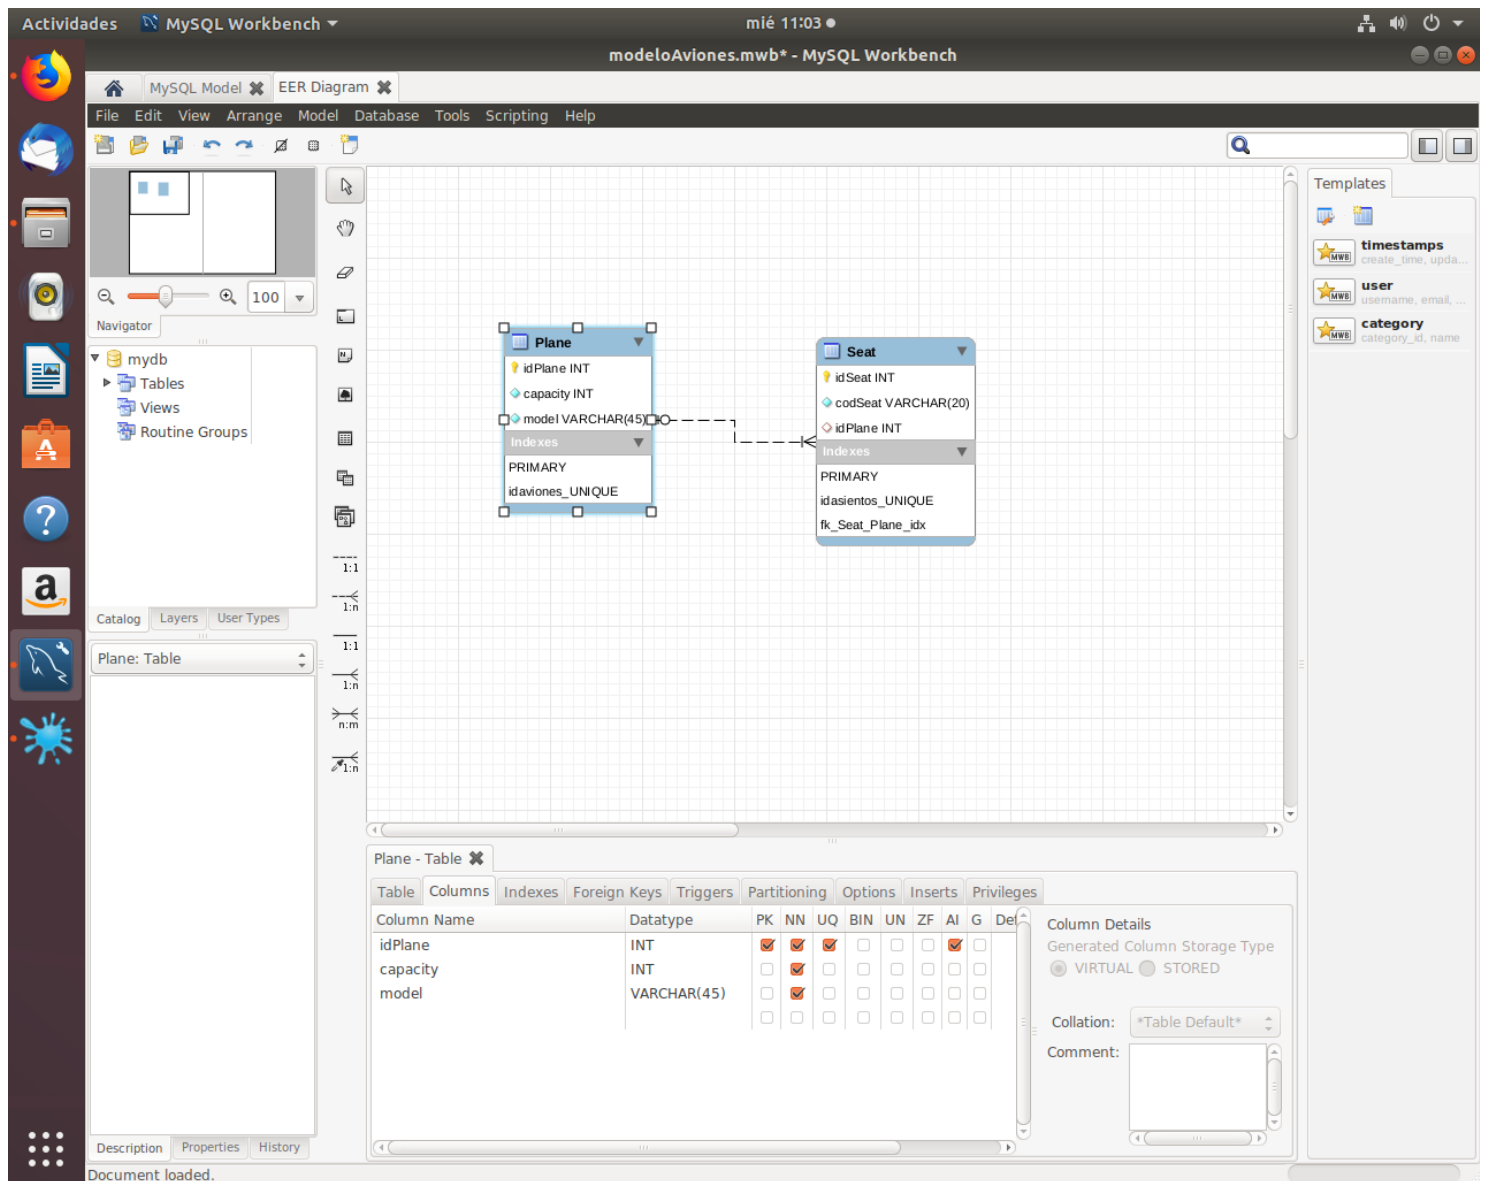 Actividades MySQL Workbench mié 11:03
modeloAviones.mwb* - MySQL Workbench
MySQL Model EER Diagram
File Edit View Arrange Model Database Tools Scripting Help
100
Navigator
mydb
Tables
Views
Routine Groups
Catalog Layers User Types
Plane: Table
Description Properties History
Document loaded.
1:1
1:n
1:1
1:n
n:m
1:n
Plane
idPlane INT
capacity INT
model VARCHAR(45)
Indexes
PRIMARY
idaviones_UNIQUE
Seat
idSeat INT
codSeat VARCHAR(20)
idPlane INT
Indexes
PRIMARY
idasientos_UNIQUE
fk_Seat_Plane_idx
Templates
MWB timestamps
create_time, upda...
MWB user
username, email, ...
MWB category
category_id, name
Plane - Table
Table Columns Indexes Foreign Keys Triggers Partitioning Options Inserts Privileges
Column Name Datatype PK NN UQ BIN UN ZF AI G Def
idPlane INT
capacity INT
model VARCHAR(45)
Column Details
Generated Column Storage Type
VIRTUAL STORED
Collation: *Table Default*
Comment: